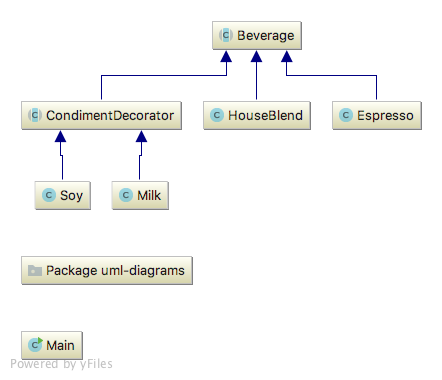 Beverage
CondimentDecorator
HouseBlend
Espresso
Soy
Milk
Package uml-diagrams
Main
Powered by yFiles